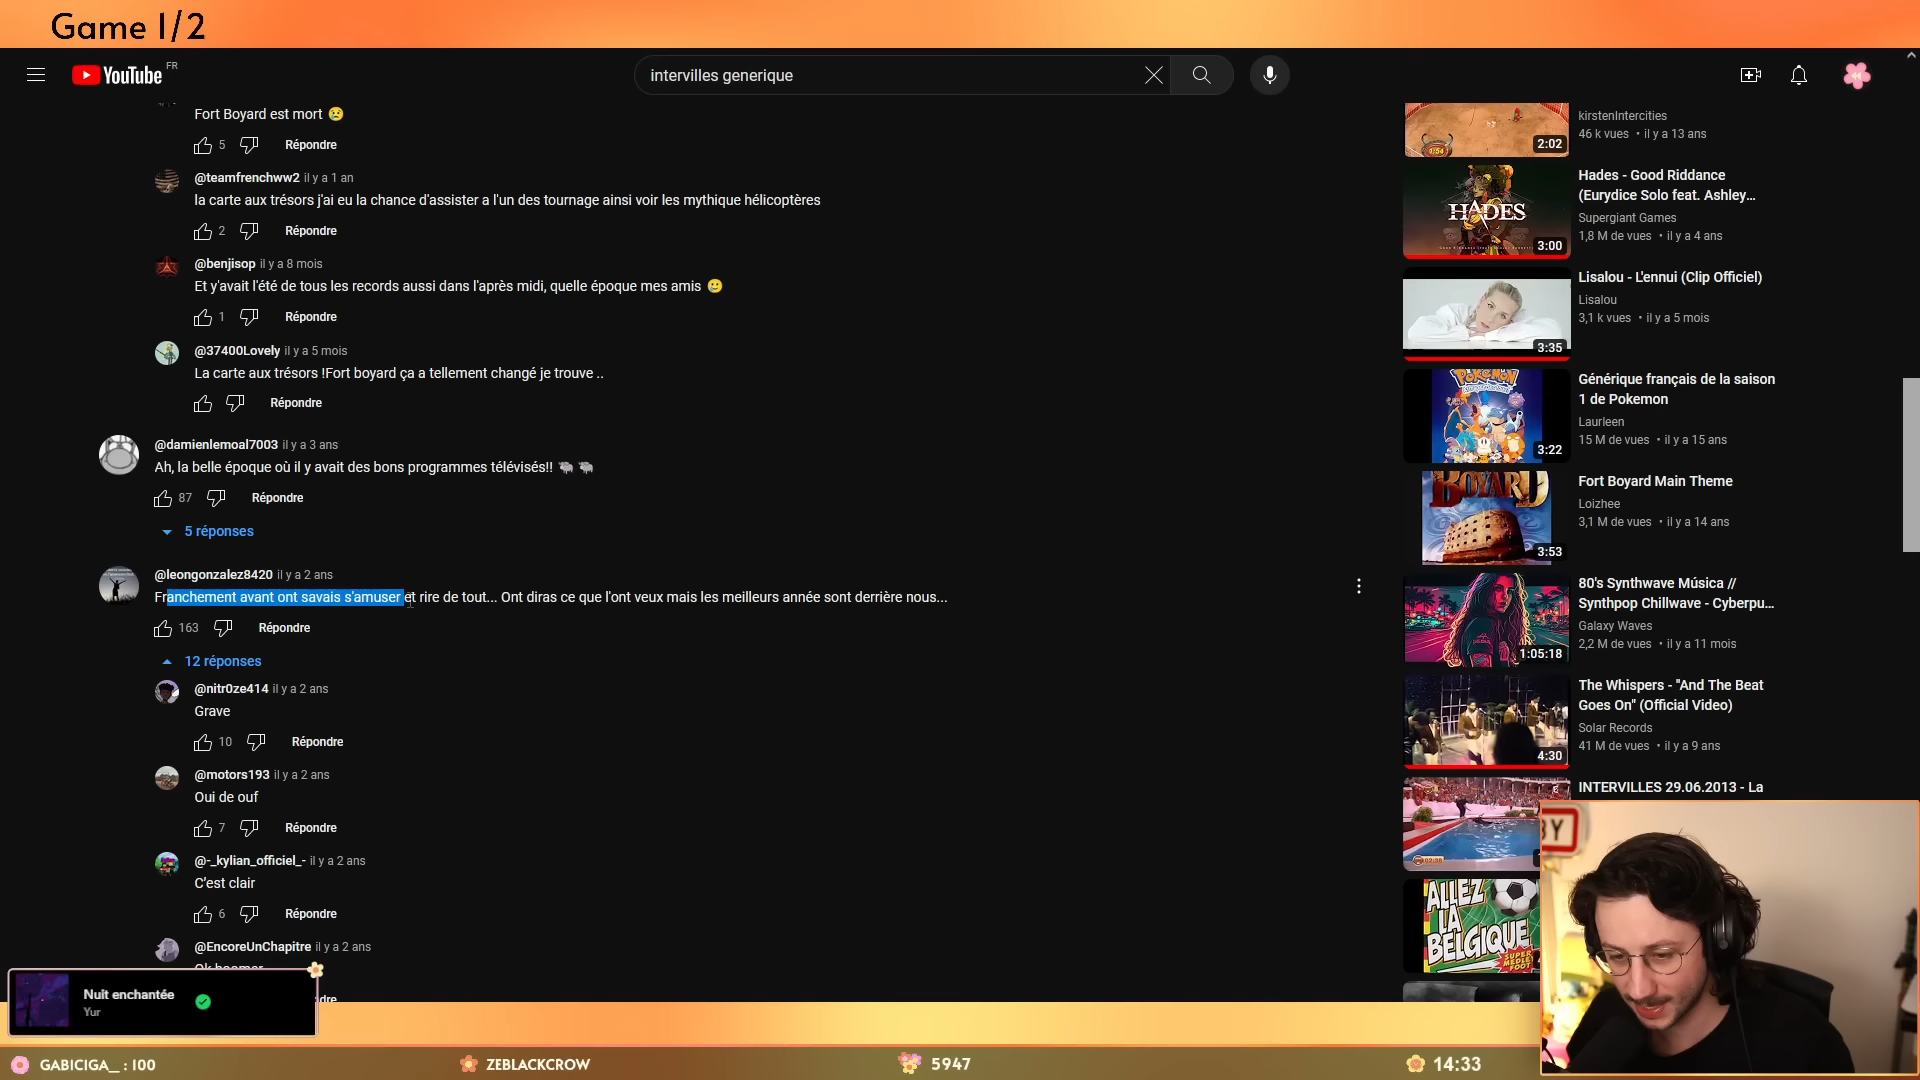 Game 1/2
YouTube FR
intervilles generique
Fort Boyard est mort 😢
5 Répondre
@teamfrenchww2 il y a 1 an
la carte aux trésors j'ai eu la chance d'assister a l'un des tournage ainsi voir les mythique hélicoptères
2 Répondre
@benjisop il y a 8 mois
Et y'avait l'été de tous les records aussi dans l'après midi, quelle époque mes amis 🥲
1 Répondre
@37400Lovely il y a 5 mois
La carte aux trésors !Fort boyard ça a tellement changé je trouve ..
Répondre
@damienlemoal7003 il y a 3 ans
Ah, la belle époque où il y avait des bons programmes télévisés!! 🐃 🐃
87 Répondre
5 réponses
@leongonzalez8420 il y a 2 ans
Franchement avant ont savais s'amuser et rire de tout... Ont diras ce que l'ont veux mais les meilleurs année sont derrière nous...
163 Répondre
12 réponses
@nitr0ze414 il y a 2 ans
Grave
10 Répondre
@motors193 il y a 2 ans
Oui de ouf
7 Répondre
@-_kylian_officiel_- il y a 2 ans
C'est clair
6 Répondre
@EncoreUnChapitre il y a 2 ans
Ok boomer
kirstenIntercities
46 k vues • il y a 13 ans
2:02
Hades - Good Riddance
(Eurydice Solo feat. Ashley...
Supergiant Games
1,8 M de vues • il y a 4 ans
HADES
3:00
Lisalou - L'ennui (Clip Officiel)
Lisalou
3,1 k vues • il y a 5 mois
3:35
Générique français de la saison
1 de Pokemon
Laurleen
15 M de vues • il y a 15 ans
POKÉMON
3:22
Fort Boyard Main Theme
Loizhee
3,1 M de vues • il y a 14 ans
BOYARD
3:53
80's Synthwave Música //
Synthpop Chillwave - Cyberpu...
Galaxy Waves
2,2 M de vues • il y a 11 mois
1:05:18
The Whispers - "And The Beat
Goes On" (Official Video)
Solar Records
41 M de vues • il y a 9 ans
4:30
INTERVILLES 29.06.2013 - La
ALLEZ
LA
BELGIQUE
SUPER
MEDLEY
FOOT
BY
Nuit enchantée
Yur
GABICIGA_ : 100
ZEBLACKCROW
5947
14:33